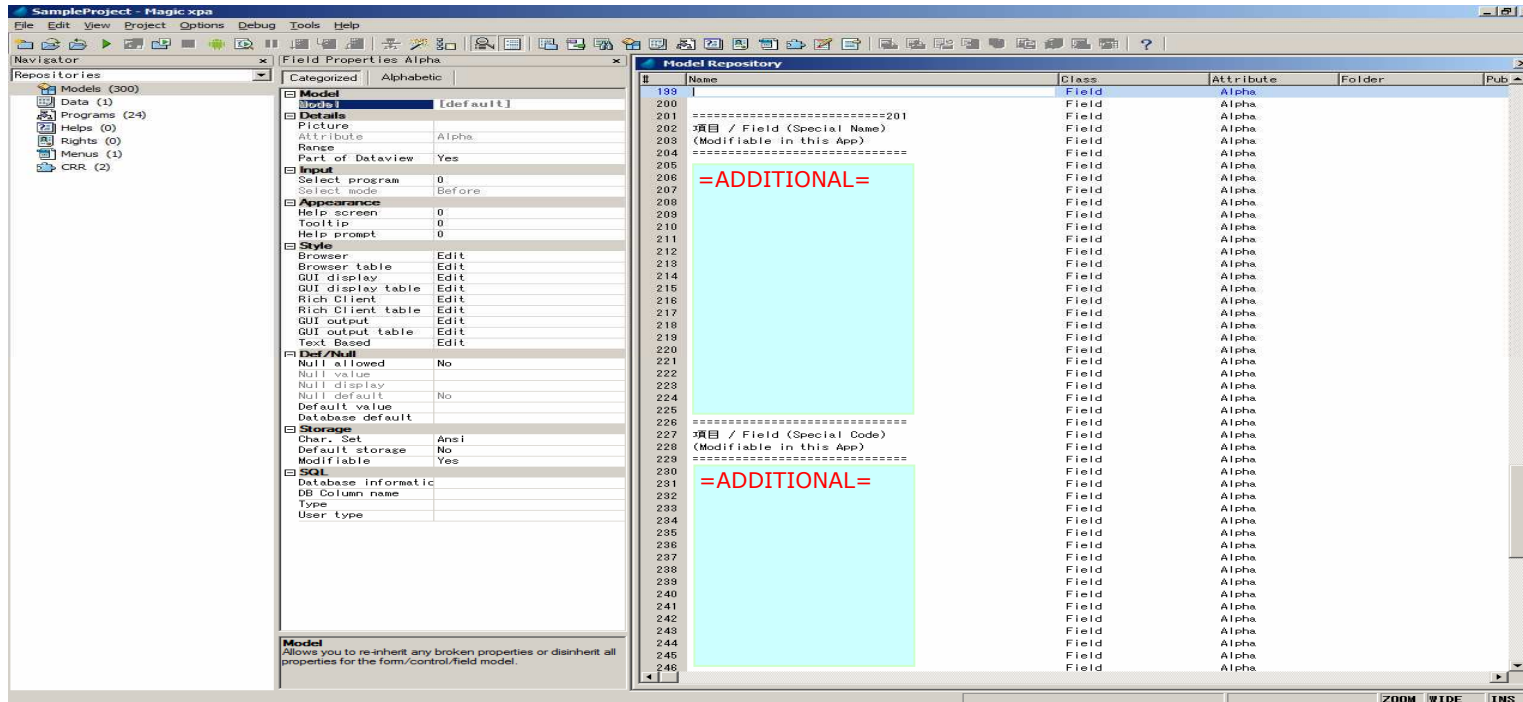 SampleProject - Magic xpa
File Edit View Project Options Debug Tools Help
Navigator
Repositories
Models (300)
Data (1)
Programs (24)
Helps (0)
Rights (0)
Menus (1)
CRR (2)
Field Properties Alpha
Categorized Alphabetic
Model
Model [default]
Details
Picture
Attribute Alpha
Range
Part of Dataview Yes
Input
Select program 0
Select mode Before
Appearance
Help screen 0
Tooltip 0
Help prompt 0
Style
Browser Edit
Browser table Edit
GUI display Edit
GUI display table Edit
Rich Client Edit
Rich Client table Edit
GUI output Edit
GUI output table Edit
Text Based Edit
Def/Null
Null allowed No
Null value
Null display
Null default No
Default value
Database default
Storage
Char. Set Ansi
Default storage No
Modifiable Yes
SQL
Database informatic
DB Column name
Type
User type
Model
Allows you to re-inherit any broken properties or disinherit all
properties for the form/control/field model.
Model Repository
# Name Class Attribute Folder Pub
199 Field Alpha
200 Field Alpha
201 ===========================201 Field Alpha
202 項目 / Field (Special Name) Field Alpha
203 (Modifiable in this App) Field Alpha
204 ============================== Field Alpha
205 Field Alpha
206 =ADDITIONAL= Field Alpha
207 Field Alpha
208 Field Alpha
209 Field Alpha
210 Field Alpha
211 Field Alpha
212 Field Alpha
213 Field Alpha
214 Field Alpha
215 Field Alpha
216 Field Alpha
217 Field Alpha
218 Field Alpha
219 Field Alpha
220 Field Alpha
221 Field Alpha
222 Field Alpha
223 Field Alpha
224 Field Alpha
225 Field Alpha
226 ============================== Field Alpha
227 項目 / Field (Special Code) Field Alpha
228 (Modifiable in this App) Field Alpha
229 ============================== Field Alpha
230 Field Alpha
231 =ADDITIONAL= Field Alpha
232 Field Alpha
233 Field Alpha
234 Field Alpha
235 Field Alpha
236 Field Alpha
237 Field Alpha
238 Field Alpha
239 Field Alpha
240 Field Alpha
241 Field Alpha
242 Field Alpha
243 Field Alpha
244 Field Alpha
245 Field Alpha
246 Field Alpha
ZOOM WIDE INS